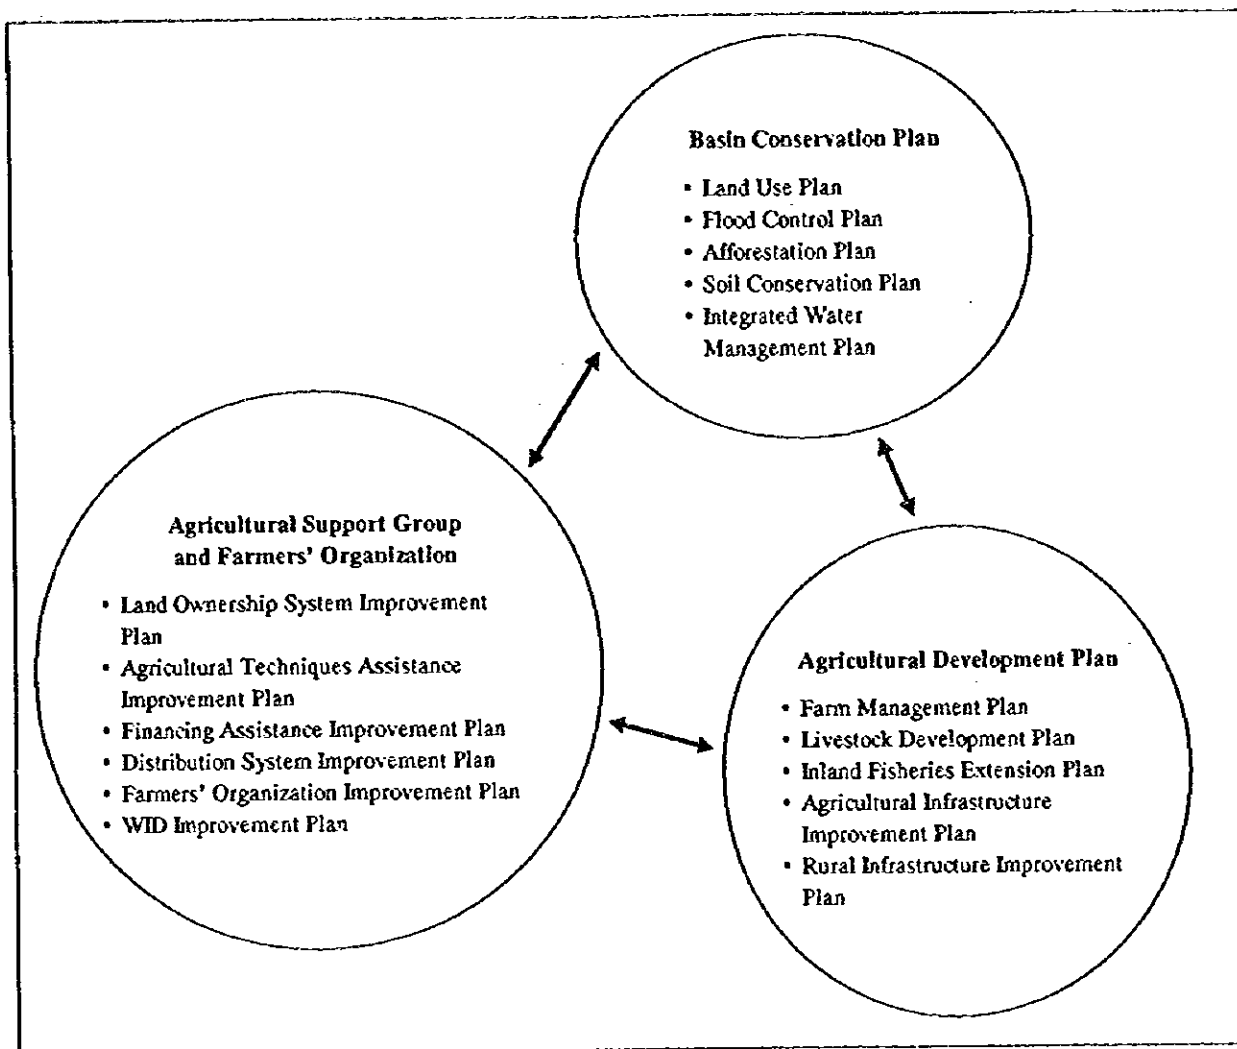 Basin Conservation Plan
• Land Use Plan
• Flood Control Plan
• Afforestation Plan
• Soil Conservation Plan
• Integrated Water
Management Plan
Agricultural Support Group
and Farmers' Organization
• Land Ownership System Improvement
Plan
• Agricultural Techniques Assistance
Improvement Plan
• Financing Assistance Improvement Plan
• Distribution System Improvement Plan
• Farmers' Organization Improvement Plan
• WID Improvement Plan
Agricultural Development Plan
• Farm Management Plan
• Livestock Development Plan
• Inland Fisheries Extension Plan
• Agricultural Infrastructure
Improvement Plan
• Rural Infrastructure Improvement
Plan